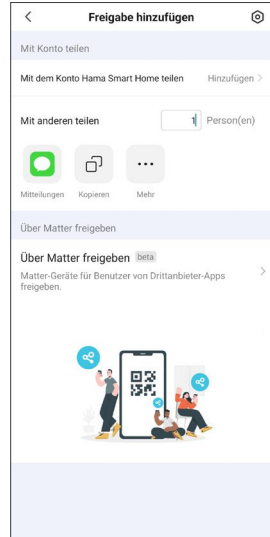 Freigabe hinzufügen
Mit Konto teilen
Mit dem Konto Hama Smart Home teilen Hinzufügen >
Mit anderen teilen 1 Person(en)
Mitteilungen Kopieren Mehr
Über Matter freigeben
Über Matter freigeben beta
Matter-Geräte für Benutzer von Drittanbieter-Apps
freigeben.